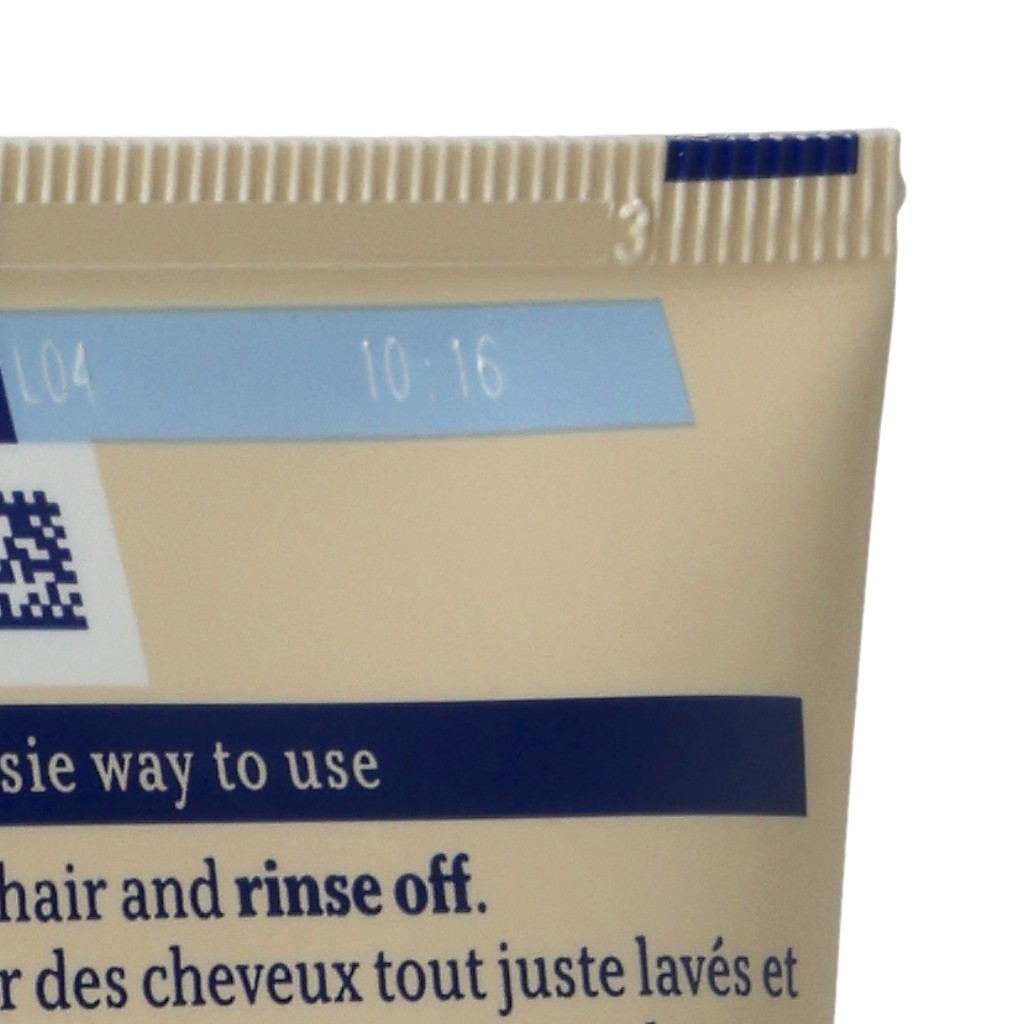 3
L04 10:16
sie way to use
hair and rinse off.
r des cheveux tout juste lavés et